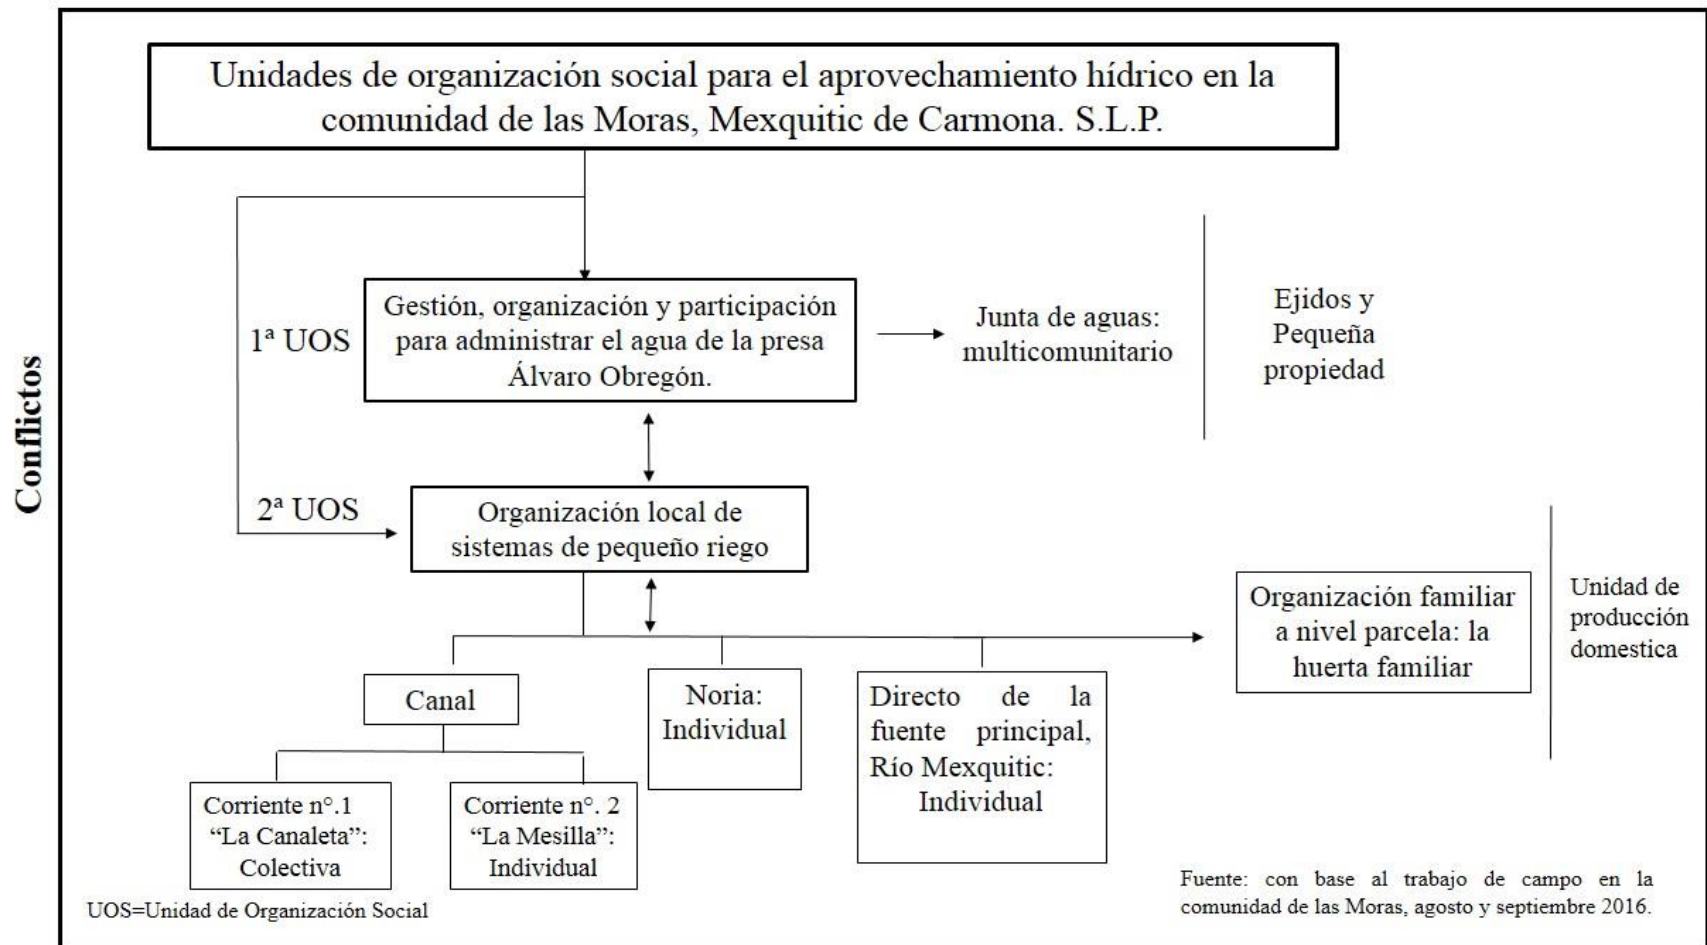 Unidades de organización social para el aprovechamiento hídrico en la
comunidad de las Moras, Mexquitic de Carmona. S.L.P.
Conflictos
1ª UOS
Gestión, organización y participación
para administrar el agua de la presa
Álvaro Obregón.
Junta de aguas:
multicomunitario
Ejidos y
Pequeña
propiedad
2ª UOS
Organización local de
sistemas de pequeño riego
Organización familiar
a nivel parcela: la
huerta familiar
Unidad de
producción
domestica
Canal
Noria:
Individual
Directo de la
fuente principal,
Río Mexquitic:
Individual
Corriente n°.1
“La Canaleta”:
Colectiva
Corriente n°. 2
“La Mesilla”:
Individual
UOS=Unidad de Organización Social
Fuente: con base al trabajo de campo en la
comunidad de las Moras, agosto y septiembre 2016.